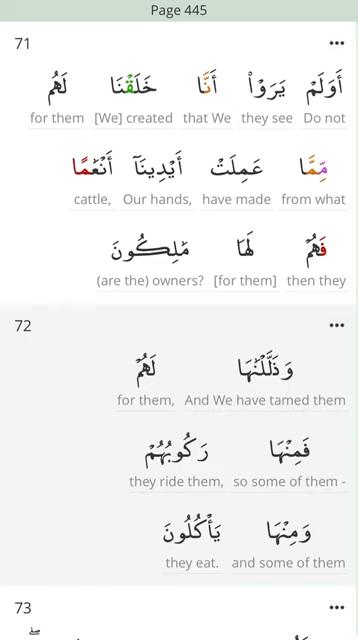 Page 445
71 •••
أَوَلَمْ يَرَوْا۟ أَنَّا خَلَقْنَا لَهُم
for them [We] created that We they see Do not
مِّمَّا عَمِلَتْ أَيْدِينَآ أَنْعَـٰمًا
cattle, Our hands, have made from what
فَهُمْ لَهَا مَـٰلِكُونَ
(are the) owners? [for them] then they
72 •••
وَذَلَّلْنَـٰهَا لَهُمْ
for them, And We have tamed them
فَمِنْهَا رَكُوبُهُمْ
they ride them, so some of them -
وَمِنْهَا يَأْكُلُونَ
they eat. and some of them
73 •••